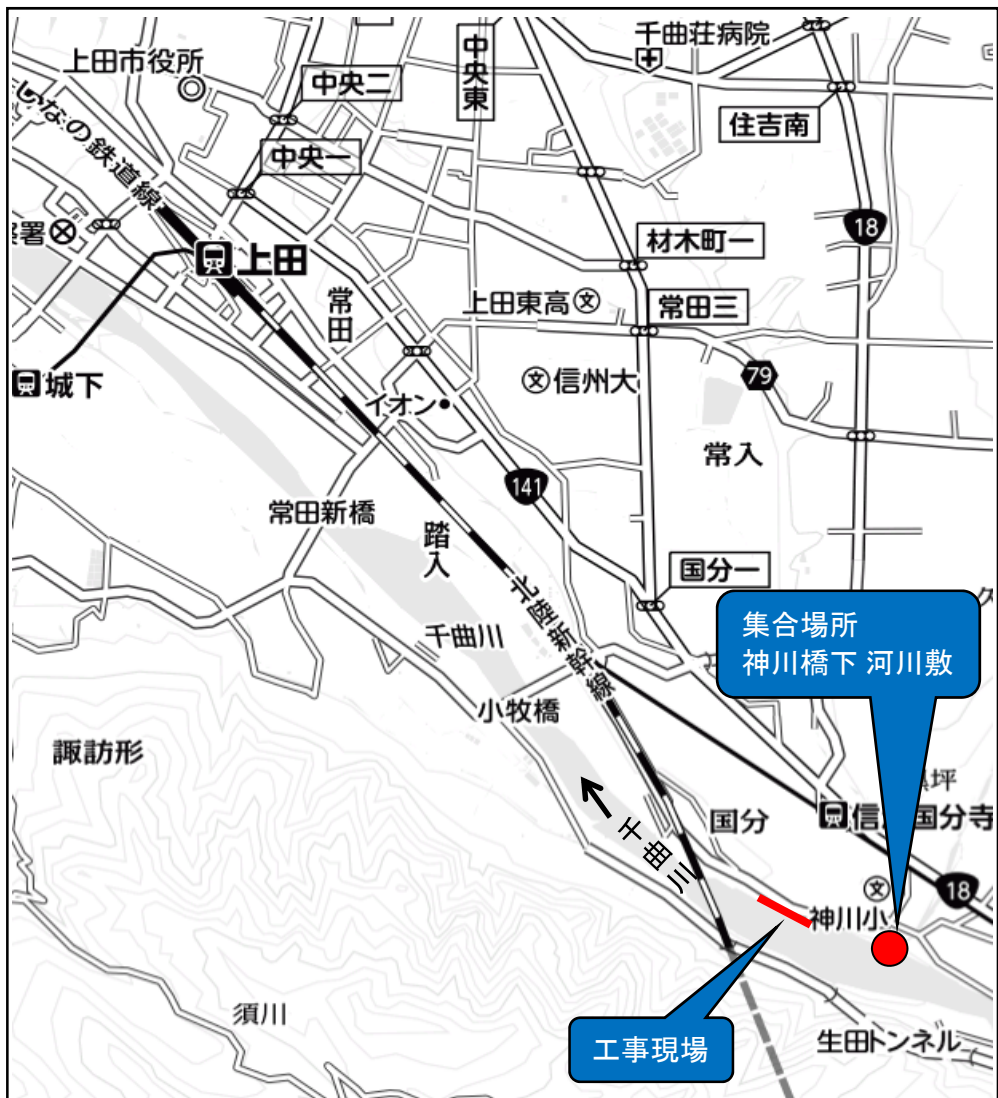 千曲荘病院
上田市役所
中央二
中央東
住吉南
しなの鉄道線
中央一
18
署
上田
材木町一
常田
上田東高
文
常田三
城下
文
信州大
79
イオン
常入
141
常田新橋
踏入
国分一
北陸新幹線
集合場所
神川橋下 河川敷
千曲川
小牧橋
諏訪形
坪
国分
信
国分寺
千曲川
文
18
神川小
須川
工事現場
生田トンネル